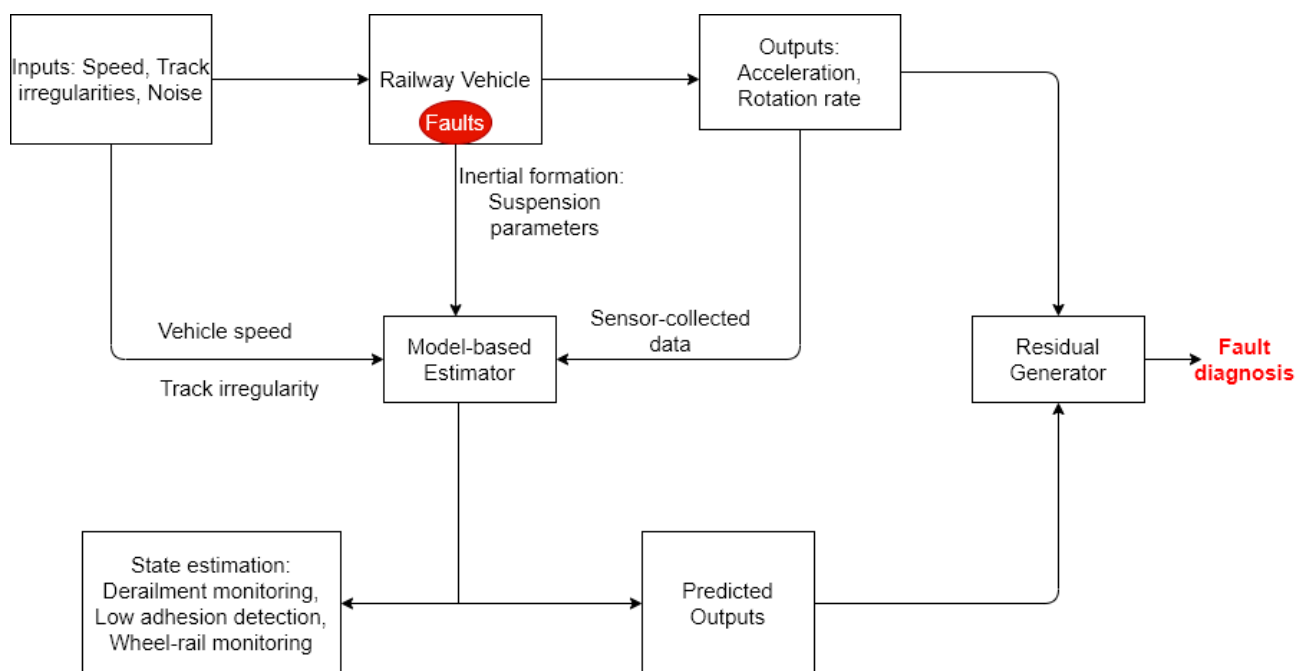 Inputs: Speed, Track
irregularities, Noise
Railway Vehicle
Faults
Outputs:
Acceleration,
Rotation rate
Inertial formation:
Suspension
parameters
Vehicle speed
Track irregularity
Model-based
Estimator
Sensor-collected
data
Residual
Generator
Fault
diagnosis
State estimation:
Derailment monitoring,
Low adhesion detection,
Wheel-rail monitoring
Predicted
Outputs